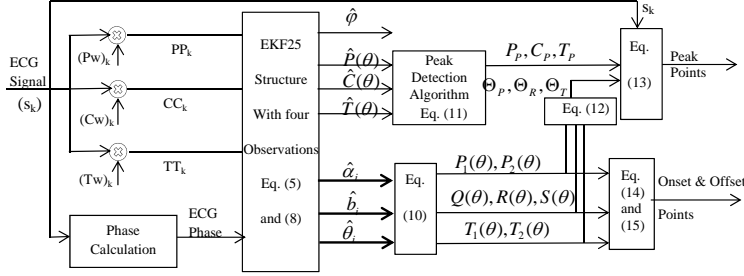 ECG
Signal
(s_k)
(Pw)_k
(Cw)_k
(Tw)_k
PP_k
CC_k
TT_k
Phase
Calculation
ECG
Phase
EKF25
Structure
With four
Observations
Eq. (5)
and (8)
φ̂
P̂(θ)
Ĉ(θ)
T̂(θ)
α̂_i
b̂_i
θ̂_i
Peak
Detection
Algorithm
Eq. (11)
Eq.
(10)
P_P, C_P, T_P
Θ_P, Θ_R, Θ_T
Eq. (12)
P_1(θ), P_2(θ)
Q(θ), R(θ), S(θ)
T_1(θ), T_2(θ)
s_k
Eq.
(13)
Peak
Points
Eq.
(14)
and
(15)
Onset & Offset
Points